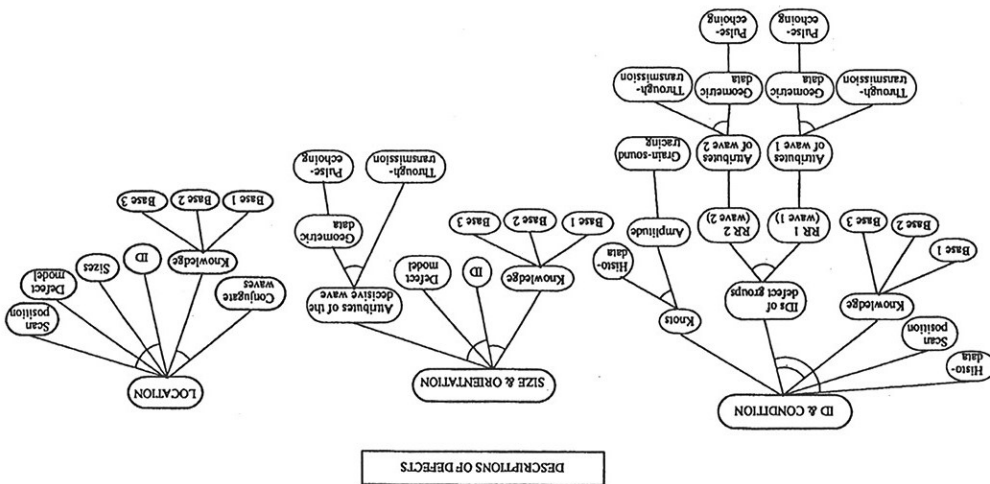 DESCRIPTIONS OF DEFECTS
ID & CONDITION
Histo-
data
Scan
position
Knowledge
Base 1
Base 2
Base 3
IDs of
defect groups
RR 1
(wave 1)
Attributes
of wave 1
Through-
transmission
Geometric
data
Pulse-
echoing
RR 2
(wave 2)
Attributes
of wave 2
Geometric
data
Pulse-
echoing
Through-
transmission
Knots
Amplitude
Grain-sound
tracing
Histo-
data
SIZE & ORIENTATION
Knowledge
Base 1
Base 2
Base 3
ID
Defect
model
Attributes of the
decisive wave
Through-
transmission
Geometric
data
Pulse-
echoing
LOCATION
Conjugate
waves
Knowledge
Base 1
Base 2
Base 3
ID
Sizes
Defect
model
Scan
position